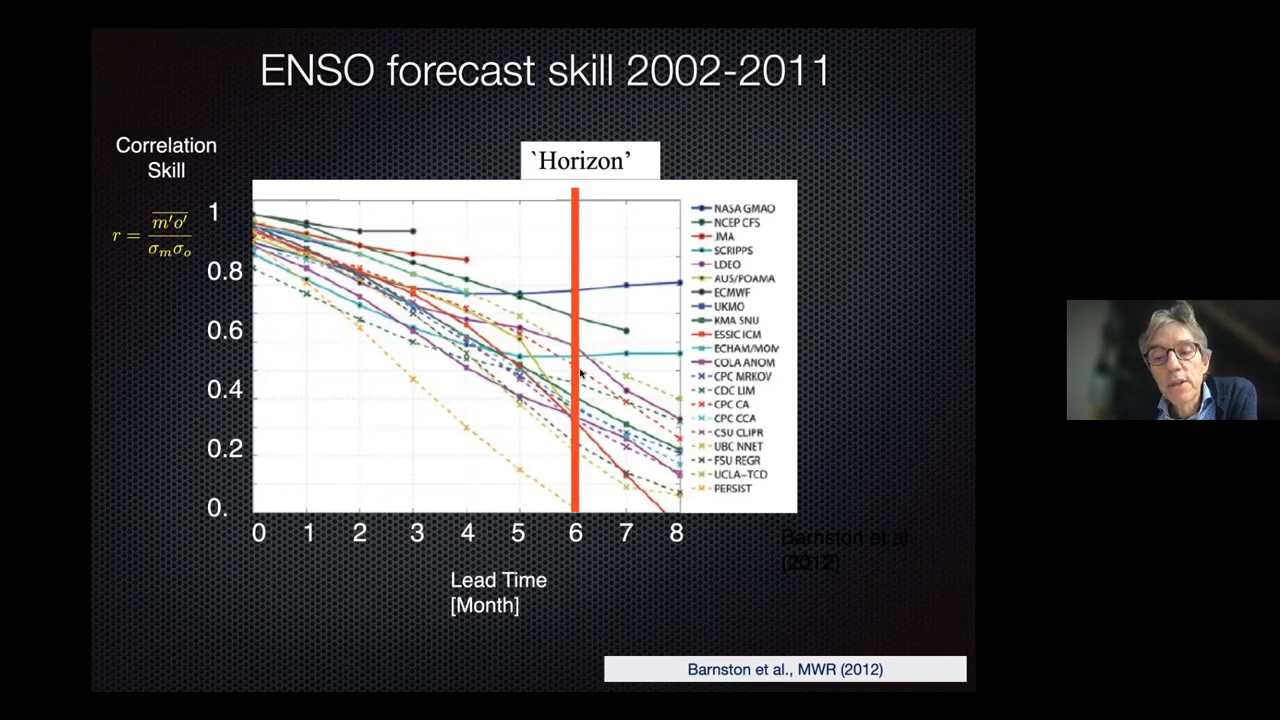 ENSO forecast skill 2002-2011
Correlation
Skill
`Horizon’
r = m'o' / σmσo
1
0.8
0.6
0.4
0.2
0.
NASA GMAO
NCEP CFS
JMA
SCRIPPS
LDEO
AUS/POAMA
ECMWF
UKMO
KMA SNU
ESSIC ICM
ECHAM/MOM
COLA ANOM
CPC MRKOV
CDC LIM
CPC CA
CPC CCA
CSU CLIPR
UBC NNET
FSU REGR
UCLA-TCD
PERSIST
0 1 2 3 4 5 6 7 8
Barnston et al.
(2012)
Lead Time
[Month]
Barnston et al., MWR (2012)